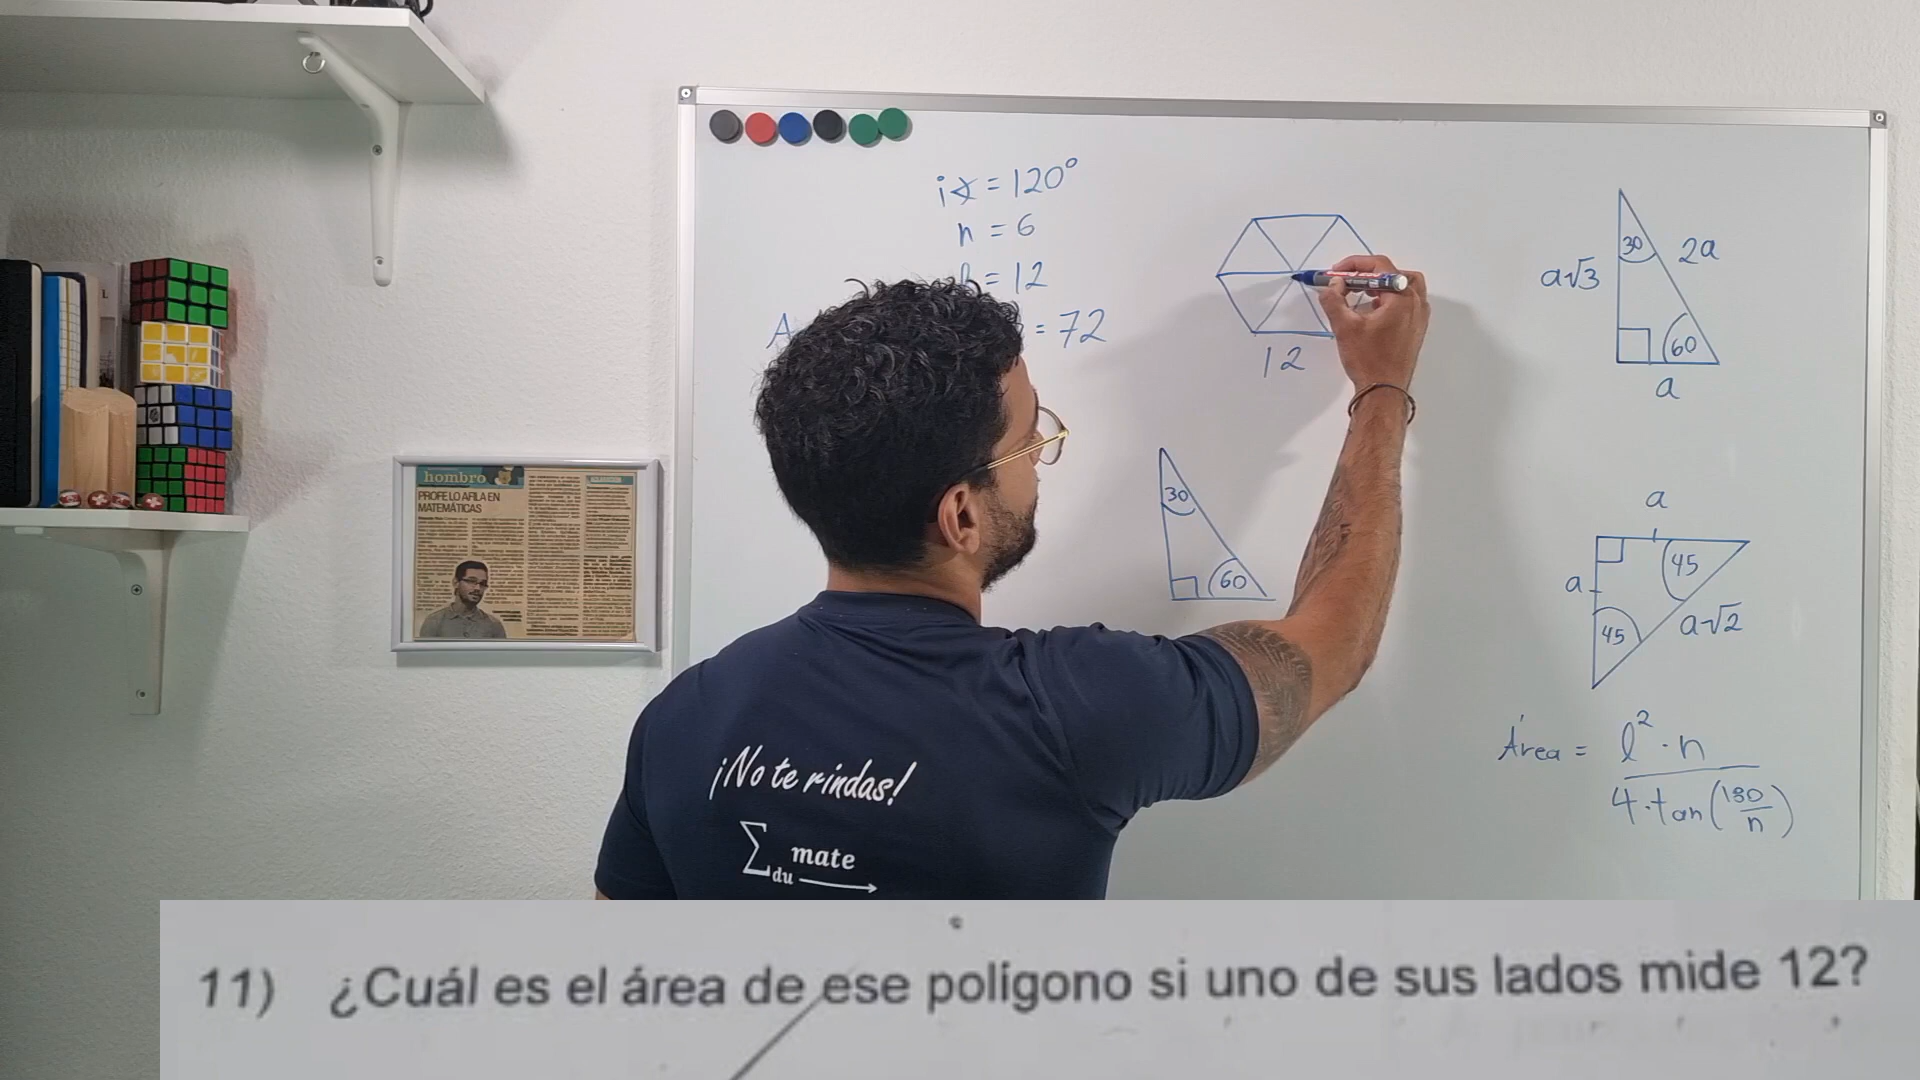 i∢ = 120°
n = 6
= 12
A
= 72
12
30
60
30
2a
a√3
60
a
a
45
a
45
a√2
Área = l² · n
4·tan(180/n)
hombro
PROFE LO AFILA EN
MATEMÁTICAS
¡No te rindas!
∑du mate
11) ¿Cuál es el área de ese polígono si uno de sus lados mide 12?